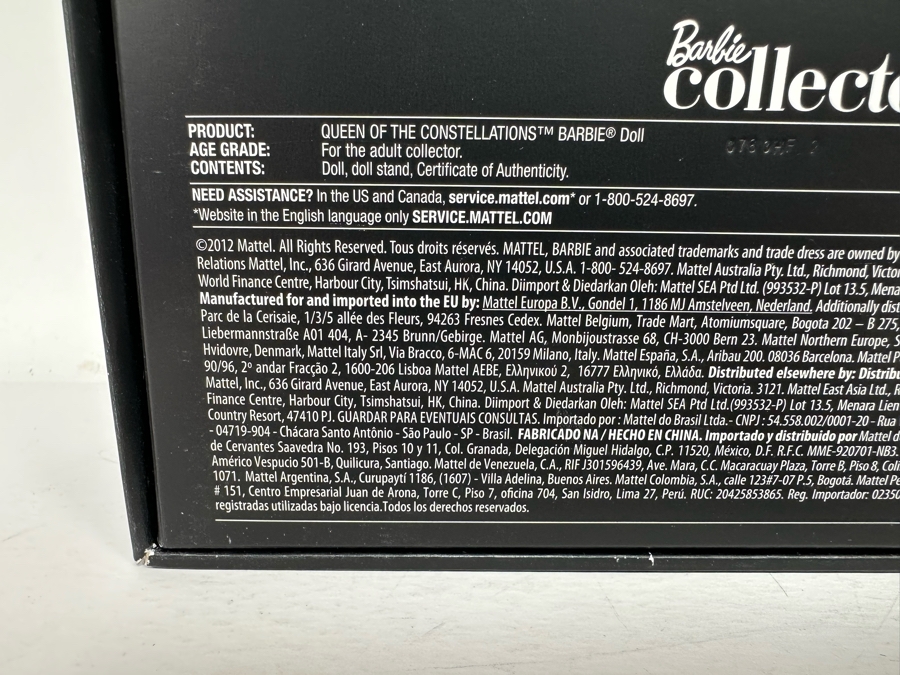 Barbie
collecto
PRODUCT: QUEEN OF THE CONSTELLATIONS™ BARBIE® Doll
AGE GRADE: For the adult collector.
CONTENTS: Doll, doll stand, Certificate of Authenticity.
NEED ASSISTANCE? In the US and Canada, service.mattel.com* or 1-800-524-8697.
*Website in the English language only SERVICE.MATTEL.COM
©2012 Mattel. All Rights Reserved. Tous droits réservés. MATTEL, BARBIE and associated trademarks and trade dress are owned by
Relations Mattel, Inc., 636 Girard Avenue, East Aurora, NY 14052, U.S.A. 1-800- 524-8697. Mattel Australia Pty. Ltd., Richmond, Victor
World Finance Centre, Harbour City, Tsimshatsui, HK, China. Diimport & Diedarkan Oleh: Mattel SEA Ptd Ltd. (993532-P) Lot 13.5, Mena
Manufactured for and imported into the EU by: Mattel Europa B.V., Gondel 1, 1186 MJ Amstelveen, Nederland. Additionally dist
Parc de la Cerisaie, 1/3/5 allée des Fleurs, 94263 Fresnes Cedex. Mattel Belgium, Trade Mart, Atomiumsquare, Bogota 202 – B 275,
Liebermannstraße A01 404, A- 2345 Brunn/Gebirge. Mattel AG, Monbijoustrasse 68, CH-3000 Bern 23. Mattel Northern Europe, S
Hvidovre, Denmark, Mattel Italy Srl, Via Bracco, 6-MAC 6, 20159 Milano, Italy. Mattel España, S.A., Aribau 200. 08036 Barcelona. Mattel P
90/96, 2º andar Fracção 2, 1600-206 Lisboa Mattel AEBE, Ελληνικού 2, 16777 Ελληνικό, Ελλάδα. Distributed elsewhere by: Distribu
Mattel, Inc., 636 Girard Avenue, East Aurora, NY 14052, U.S.A. Mattel Australia Pty. Ltd., Richmond, Victoria. 3121. Mattel East Asia Ltd., R
Finance Centre, Harbour City, Tsimshatsui, HK, China. Diimport & Diedarkan Oleh: Mattel SEA Ptd Ltd.(993532-P) Lot 13.5, Menara Lien
Country Resort, 47410 PJ. GUARDAR PARA EVENTUAIS CONSULTAS. Importado por : Mattel do Brasil Ltda.- CNPJ : 54.558.002/0001-20 - Rua
- 04719-904 - Chácara Santo Antônio - São Paulo - SP - Brasil. FABRICADO NA / HECHO EN CHINA. Importado y distribuido por Mattel d
de Cervantes Saavedra No. 193, Pisos 10 y 11, Col. Granada, Delegación Miguel Hidalgo, C.P. 11520, México, D.F. R.F.C. MME-920701-NB3.
Américo Vespucio 501-B, Quilicura, Santiago. Mattel de Venezuela, C.A., RIF J301596439, Ave. Mara, C.C. Macaracuay Plaza, Torre B, Piso 8, Coli
1071. Mattel Argentina, S.A., Curupaytí 1186, (1607) - Villa Adelina, Buenos Aires. Mattel Colombia, S.A., calle 123#7-07 P.5, Bogotá. Mattel Pe
# 151, Centro Empresarial Juan de Arona, Torre C, Piso 7, oficina 704, San Isidro, Lima 27, Perú. RUC: 20425853865. Reg. Importador: 02350
registradas utilizadas bajo licencia.Todos los derechos reservados.